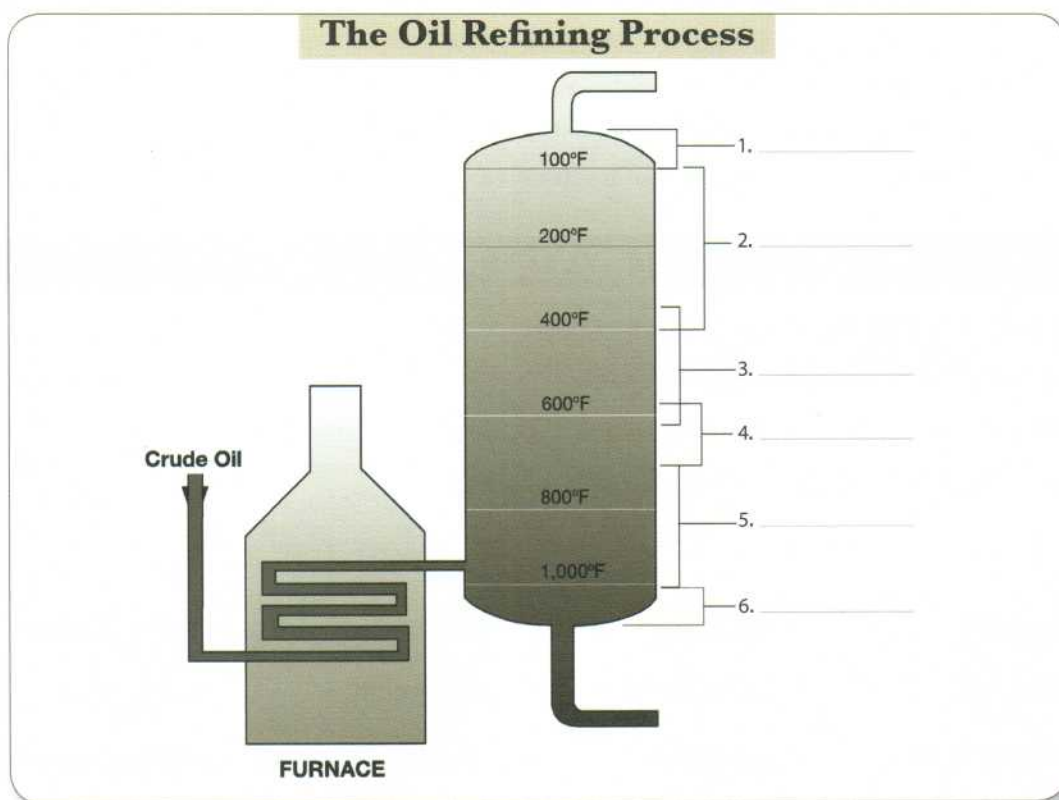 The Oil Refining Process
100°F
1.
200°F
2.
400°F
3.
600°F
4.
Crude Oil
800°F
5.
1,000°F
6.
FURNACE